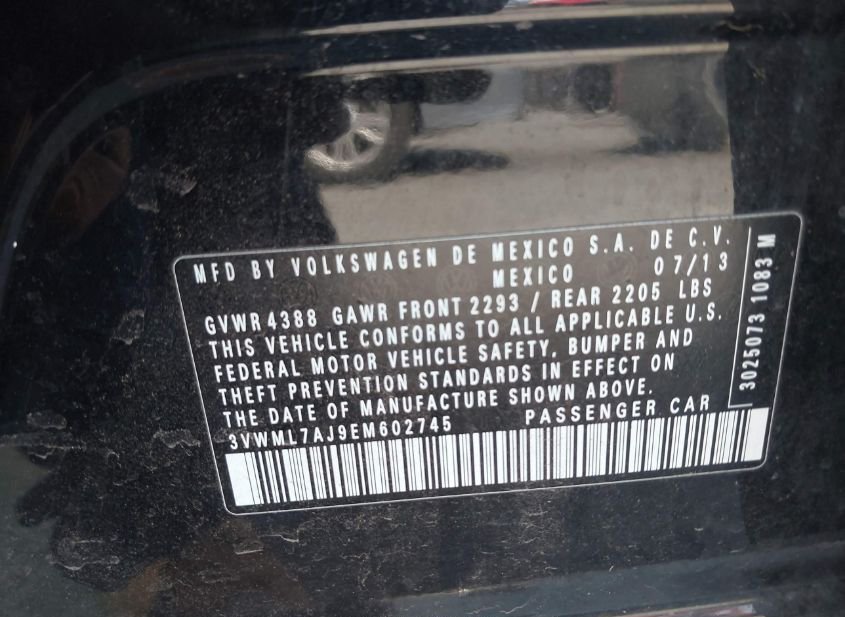 MFD BY VOLKSWAGEN DE MEXICO S.A. DE C.V.
MEXICO 07/13
GVWR 4388 GAWR FRONT 2293 / REAR 2205 LBS
THIS VEHICLE CONFORMS TO ALL APPLICABLE U.S.
FEDERAL MOTOR VEHICLE SAFETY, BUMPER AND
THEFT PREVENTION STANDARDS IN EFFECT ON
THE DATE OF MANUFACTURE SHOWN ABOVE.
3VWML7AJ9EM602745 PASSENGER CAR
3025073 1083 M